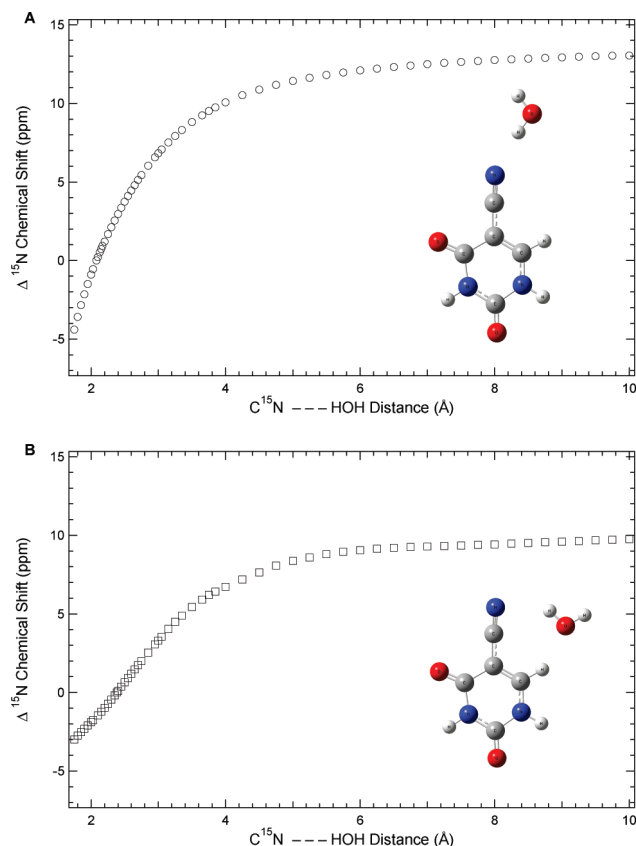 A
15
10
5
0
-5
Δ ¹⁵N Chemical Shift (ppm)
2 4 6 8 10
C¹⁵N – – – HOH Distance (Å)
B
15
10
5
0
-5
Δ ¹⁵N Chemical Shift (ppm)
2 4 6 8 10
C¹⁵N – – – HOH Distance (Å)